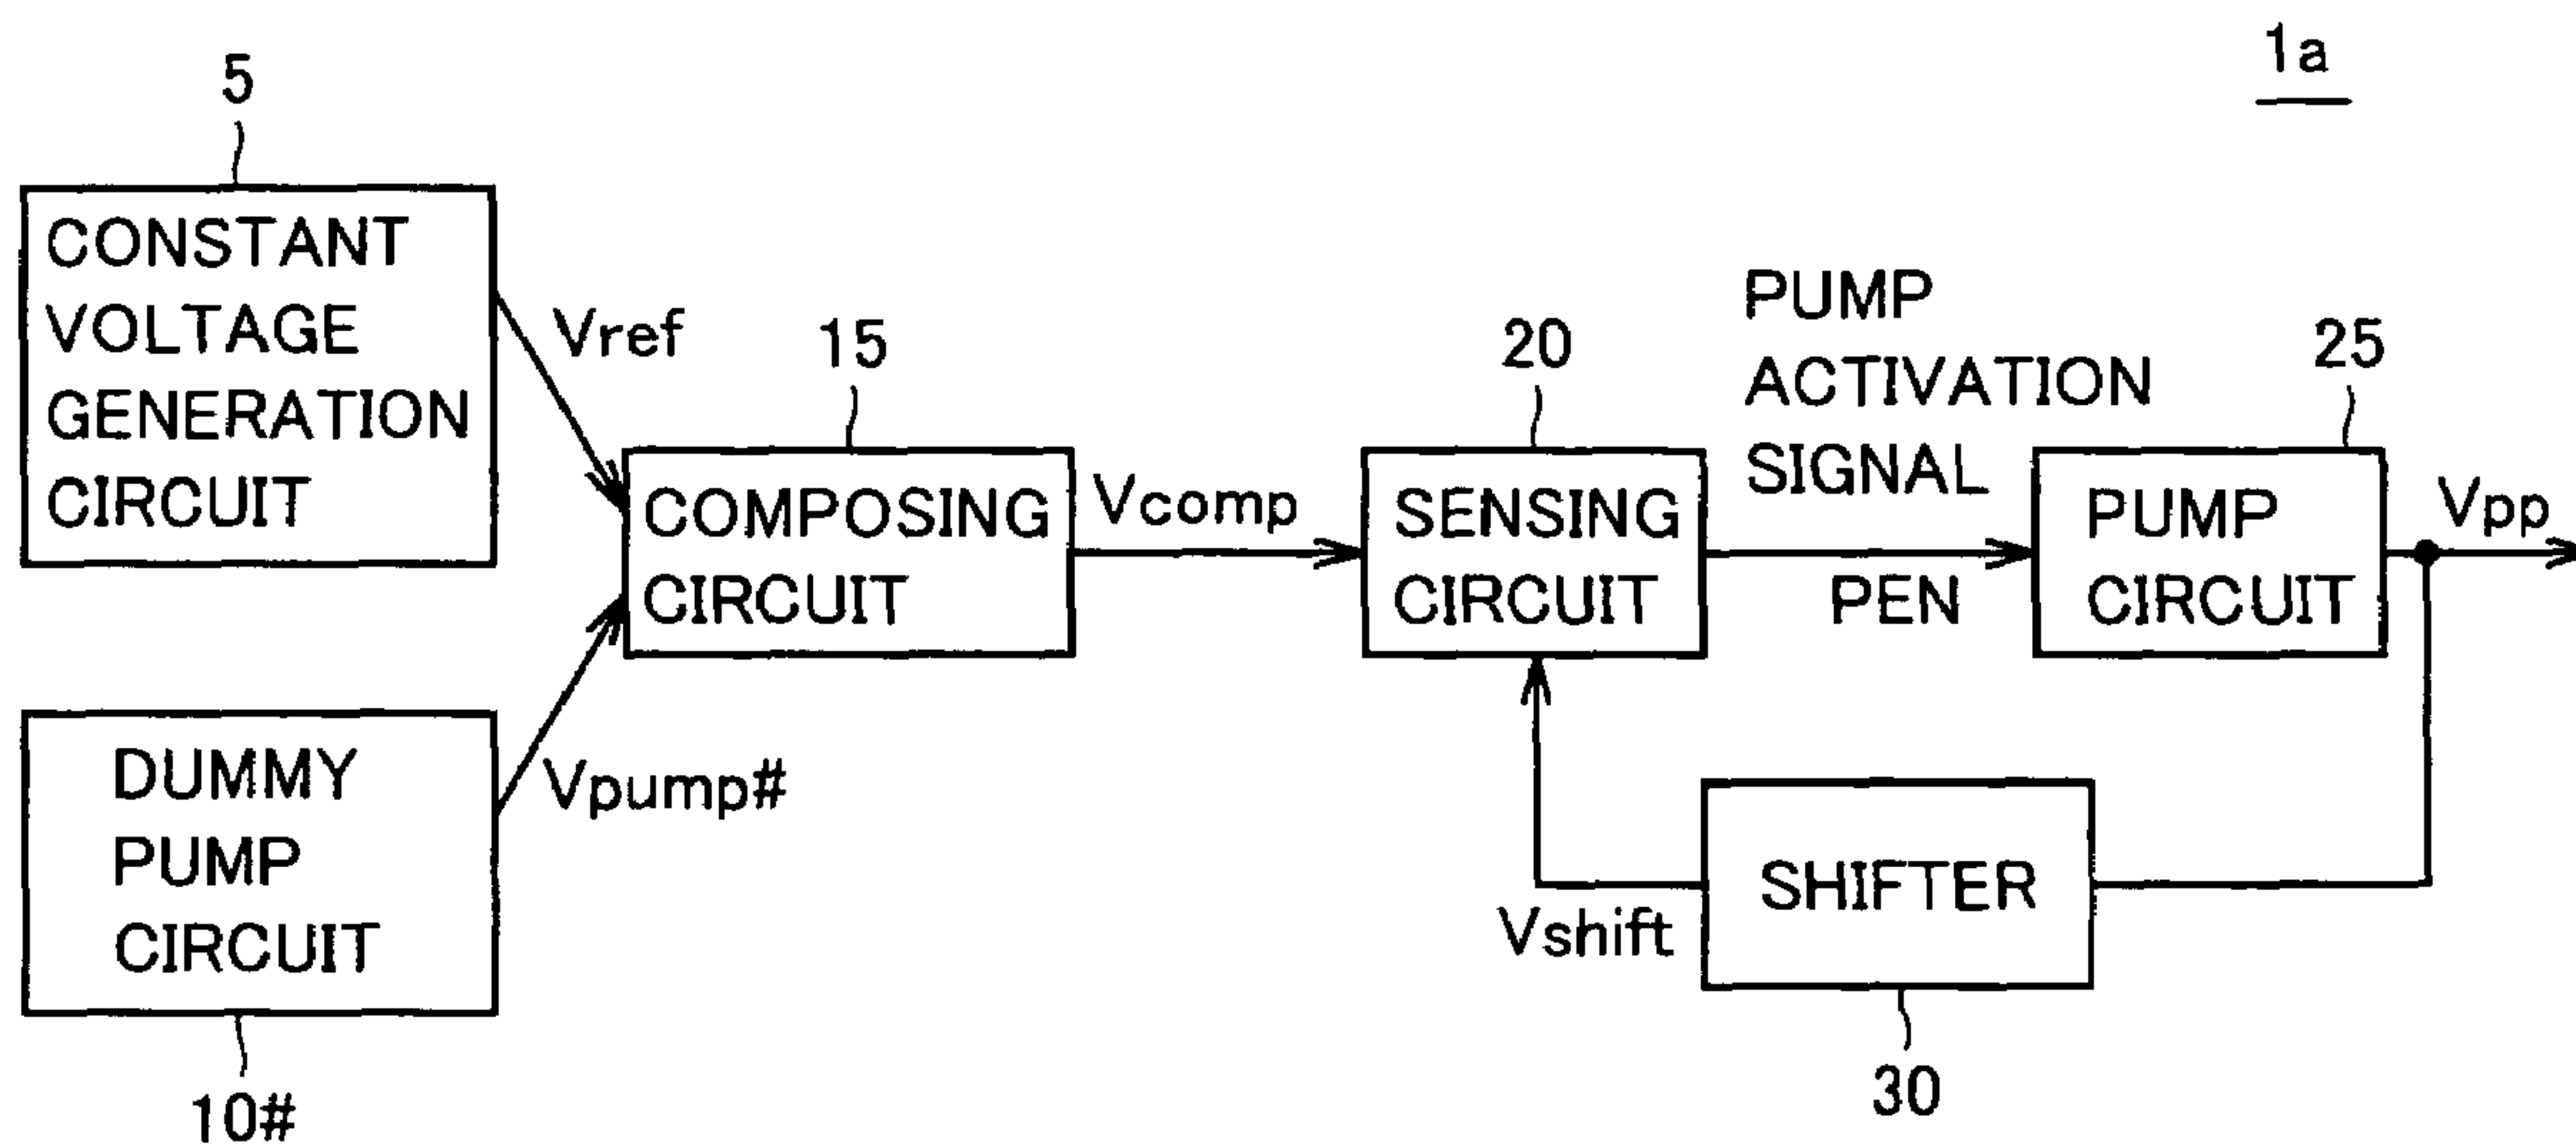 1a
5
CONSTANT
VOLTAGE
GENERATION
CIRCUIT
Vref
15
COMPOSING
CIRCUIT
Vcomp
20
SENSING
CIRCUIT
PUMP
ACTIVATION
SIGNAL
PEN
25
PUMP
CIRCUIT
Vpp
DUMMY
PUMP
CIRCUIT
Vpump#
10#
Vshift
SHIFTER
30